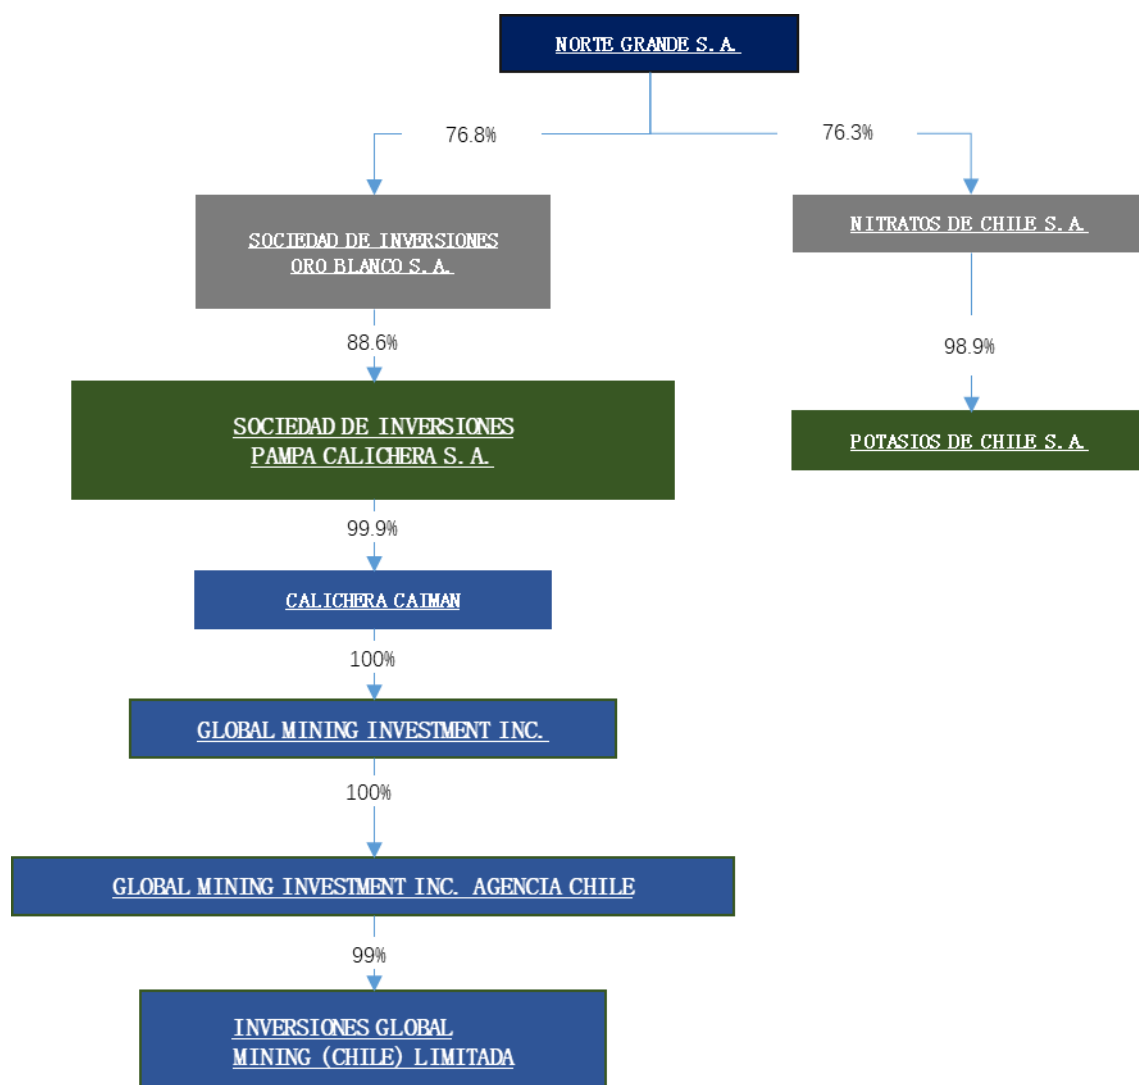 NORTE GRANDE S. A.
76.8%
76.3%
SOCIEDAD DE INVERSIONES
ORO BLANCO S. A.
NITRATOS DE CHILE S. A.
88.6%
98.9%
SOCIEDAD DE INVERSIONES
PAMPA CALICHERA S. A.
POTASIOS DE CHILE S. A.
99.9%
CALICHERA CAIMAN
100%
GLOBAL MINING INVESTMENT INC.
100%
GLOBAL MINING INVESTMENT INC. AGENCIA CHILE
99%
INVERSIONES GLOBAL
MINING (CHILE) LIMITADA